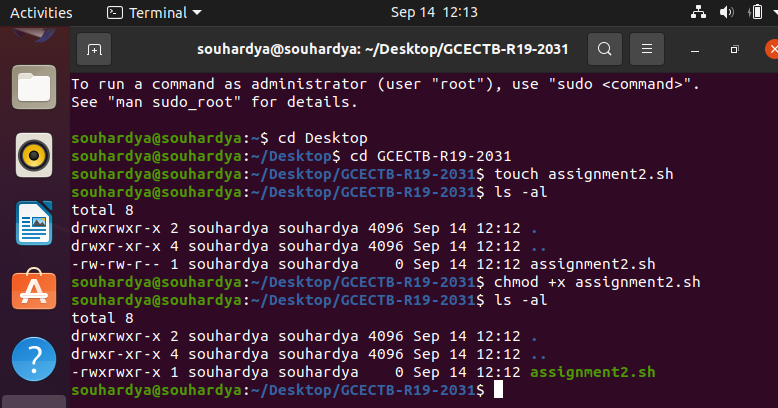 Activities
Terminal
Sep 14 12:13
souhardya@souhardya: ~/Desktop/GCECTB-R19-2031
To run a command as administrator (user "root"), use "sudo <command>".
See "man sudo_root" for details.
souhardya@souhardya:~$ cd Desktop
souhardya@souhardya:~/Desktop$ cd GCECTB-R19-2031
souhardya@souhardya:~/Desktop/GCECTB-R19-2031$ touch assignment2.sh
souhardya@souhardya:~/Desktop/GCECTB-R19-2031$ ls -al
total 8
drwxrwxr-x 2 souhardya souhardya 4096 Sep 14 12:12 .
drwxr-xr-x 4 souhardya souhardya 4096 Sep 14 12:12 ..
-rw-rw-r-- 1 souhardya souhardya    0 Sep 14 12:12 assignment2.sh
souhardya@souhardya:~/Desktop/GCECTB-R19-2031$ chmod +x assignment2.sh
souhardya@souhardya:~/Desktop/GCECTB-R19-2031$ ls -al
total 8
drwxrwxr-x 2 souhardya souhardya 4096 Sep 14 12:12 .
drwxr-xr-x 4 souhardya souhardya 4096 Sep 14 12:12 ..
-rwxrwxr-x 1 souhardya souhardya    0 Sep 14 12:12 assignment2.sh
souhardya@souhardya:~/Desktop/GCECTB-R19-2031$